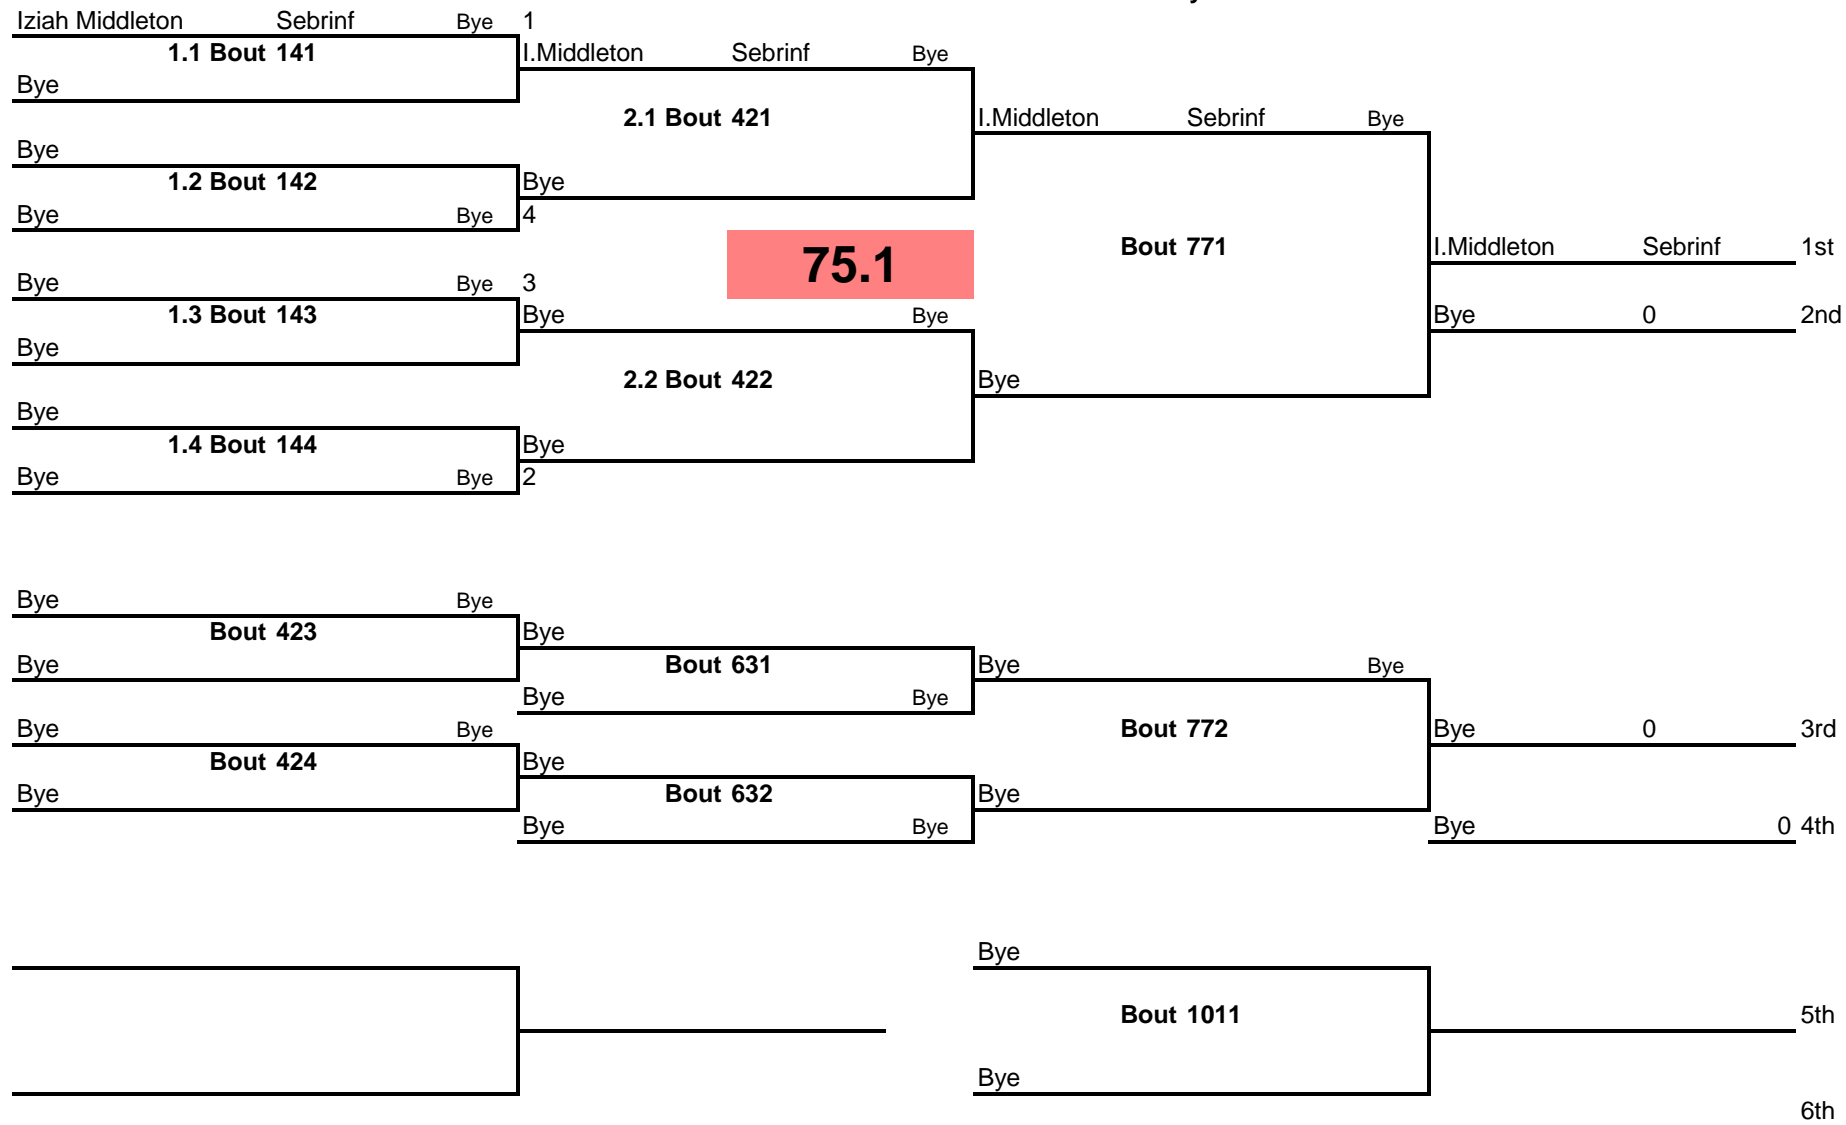 Iziah Middleton Sebrinf Bye 1
1.1 Bout 141 I.Middleton Sebrinf Bye
Bye
2.1 Bout 421 I.Middleton Sebrinf Bye
Bye
1.2 Bout 142 Bye
Bye Bye 4
75.1 Bout 771 I.Middleton Sebrinf 1st
Bye Bye 3
1.3 Bout 143 Bye Bye Bye 0 2nd
Bye
2.2 Bout 422 Bye
Bye
1.4 Bout 144 Bye
Bye Bye 2
Bye Bye
Bout 423 Bye
Bye Bout 631 Bye Bye
Bye Bye
Bye Bye Bout 772 Bye 0 3rd
Bout 424 Bye
Bye Bout 632 Bye
Bye Bye Bye 0 4th
Bye
Bout 1011 5th
Bye
6th